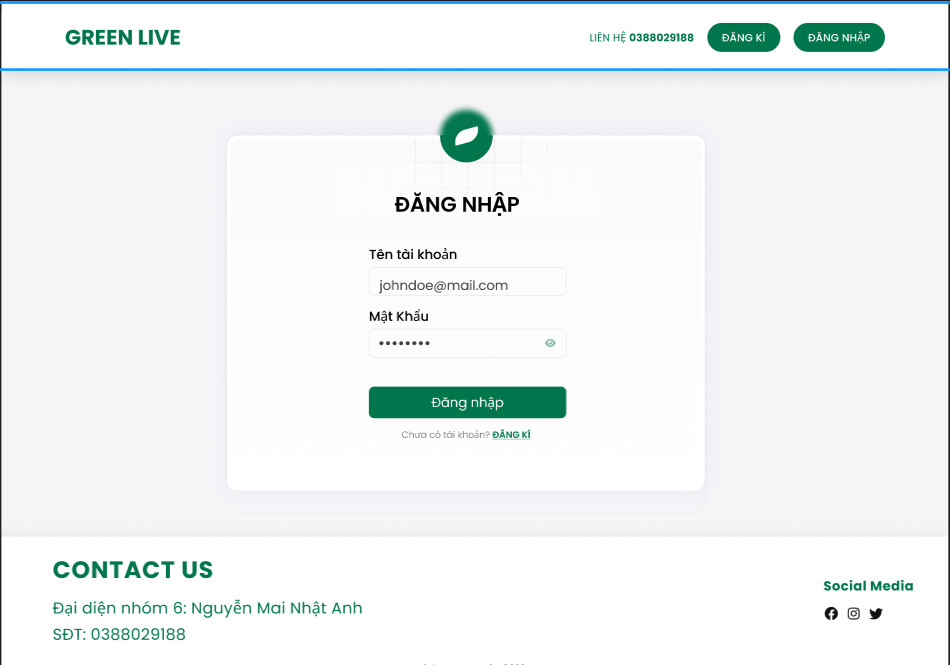 GREEN LIVE
LIÊN HỆ 0388029188
ĐĂNG KÍ
ĐĂNG NHẬP
ĐĂNG NHẬP
Tên tài khoản
johndoe@mail.com
Mật Khẩu
••••••••
Đăng nhập
Chưa có tài khoản? ĐĂNG KÍ
CONTACT US
Đại diện nhóm 6: Nguyễn Mai Nhật Anh
SĐT: 0388029188
Social Media